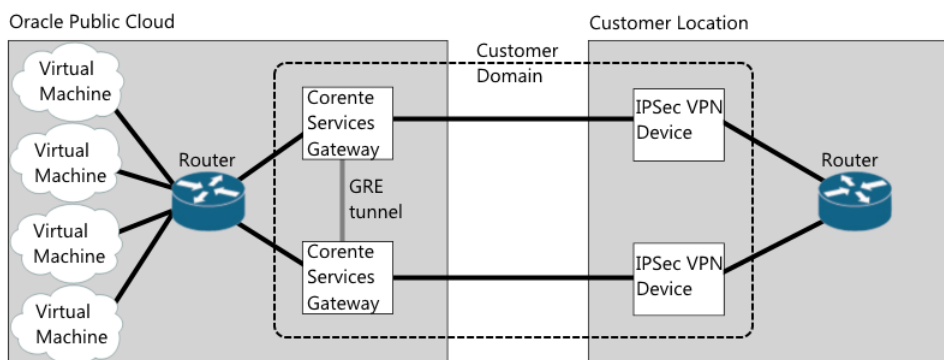 Oracle Public Cloud
Customer Location
Virtual
Machine
Customer
Domain
Corente
Services
Gateway
IPSec VPN
Device
Virtual
Machine
Router
Router
GRE
tunnel
Virtual
Machine
Corente
Services
Gateway
IPSec VPN
Device
Virtual
Machine